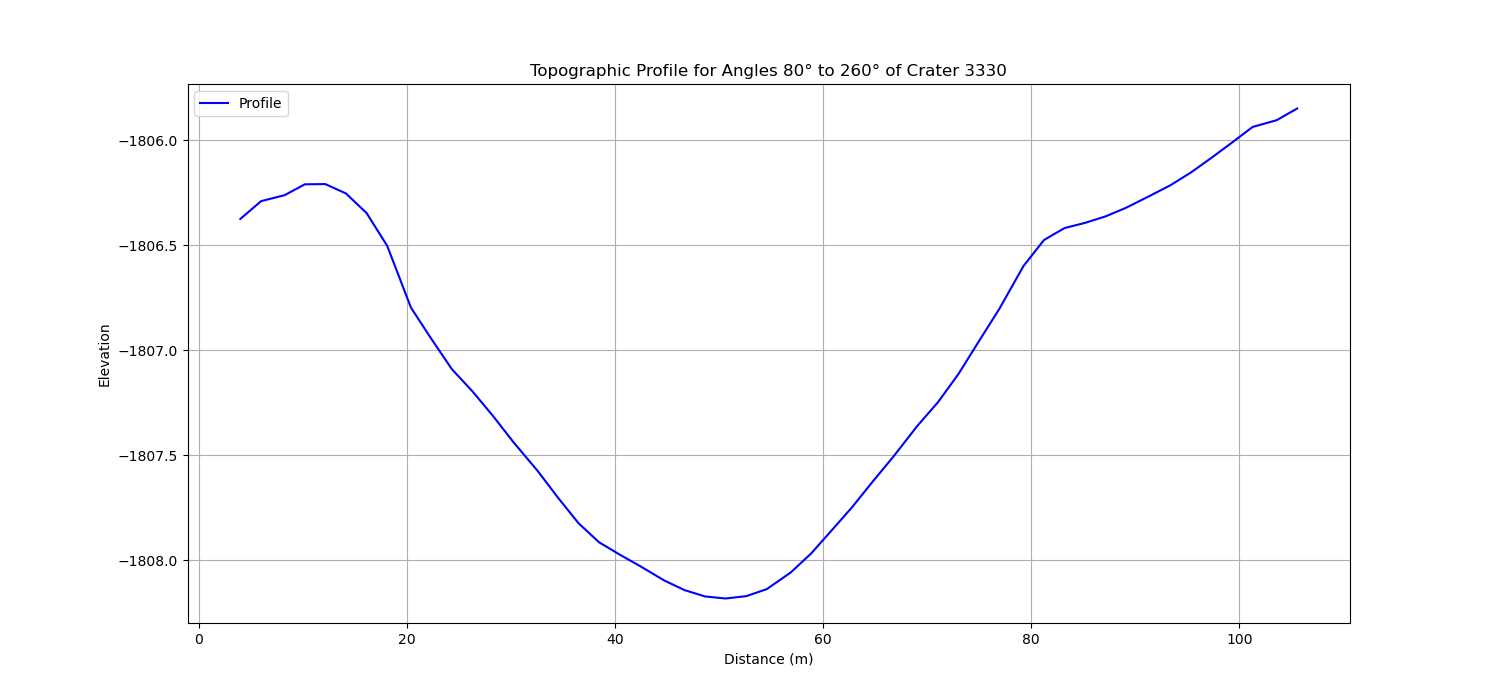 Topographic Profile for Angles 80° to 260° of Crater 3330
Profile
Elevation
−1806.0
−1806.5
−1807.0
−1807.5
−1808.0
0 20 40 60 80 100
Distance (m)